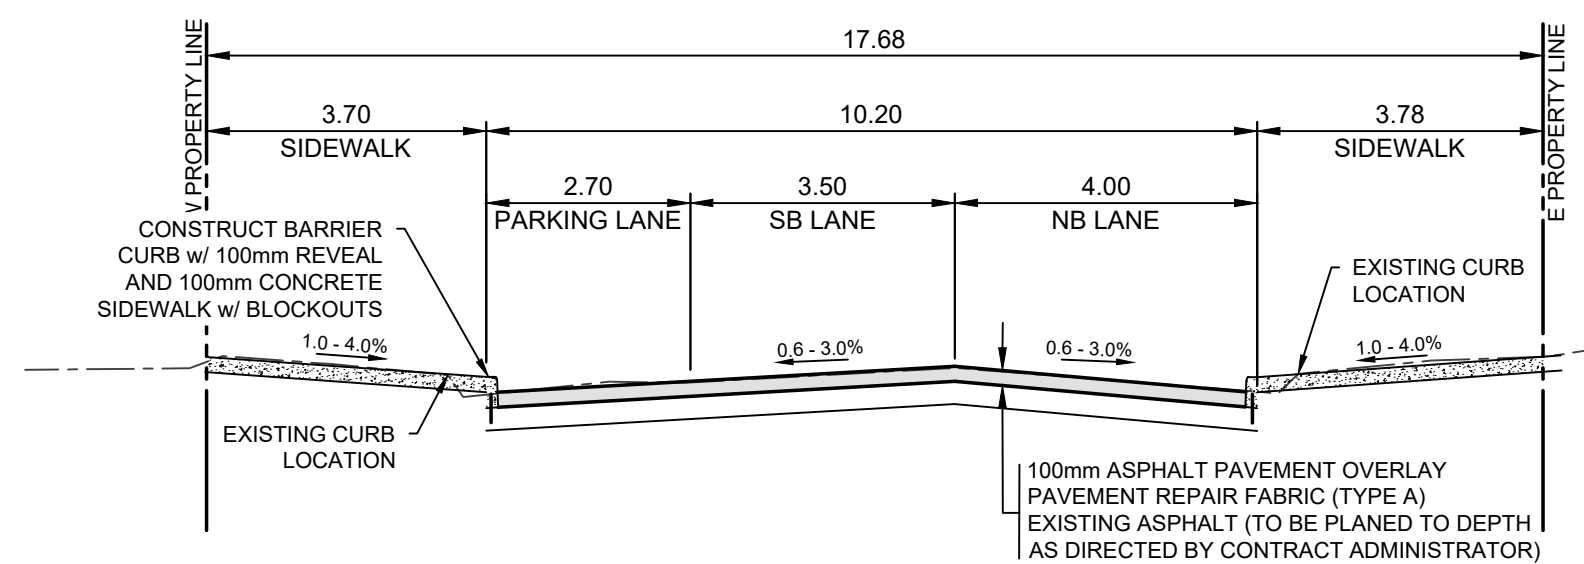 17.68
W PROPERTY LINE
E PROPERTY LINE
3.70
SIDEWALK
10.20
3.78
SIDEWALK
2.70
PARKING LANE
3.50
SB LANE
4.00
NB LANE
CONSTRUCT BARRIER
CURB w/ 100mm REVEAL
AND 100mm CONCRETE
SIDEWALK w/ BLOCKOUTS
EXISTING CURB
LOCATION
1.0 - 4.0%
0.6 - 3.0%
0.6 - 3.0%
1.0 - 4.0%
EXISTING CURB
LOCATION
100mm ASPHALT PAVEMENT OVERLAY
PAVEMENT REPAIR FABRIC (TYPE A)
EXISTING ASPHALT (TO BE PLANED TO DEPTH
AS DIRECTED BY CONTRACT ADMINISTRATOR)